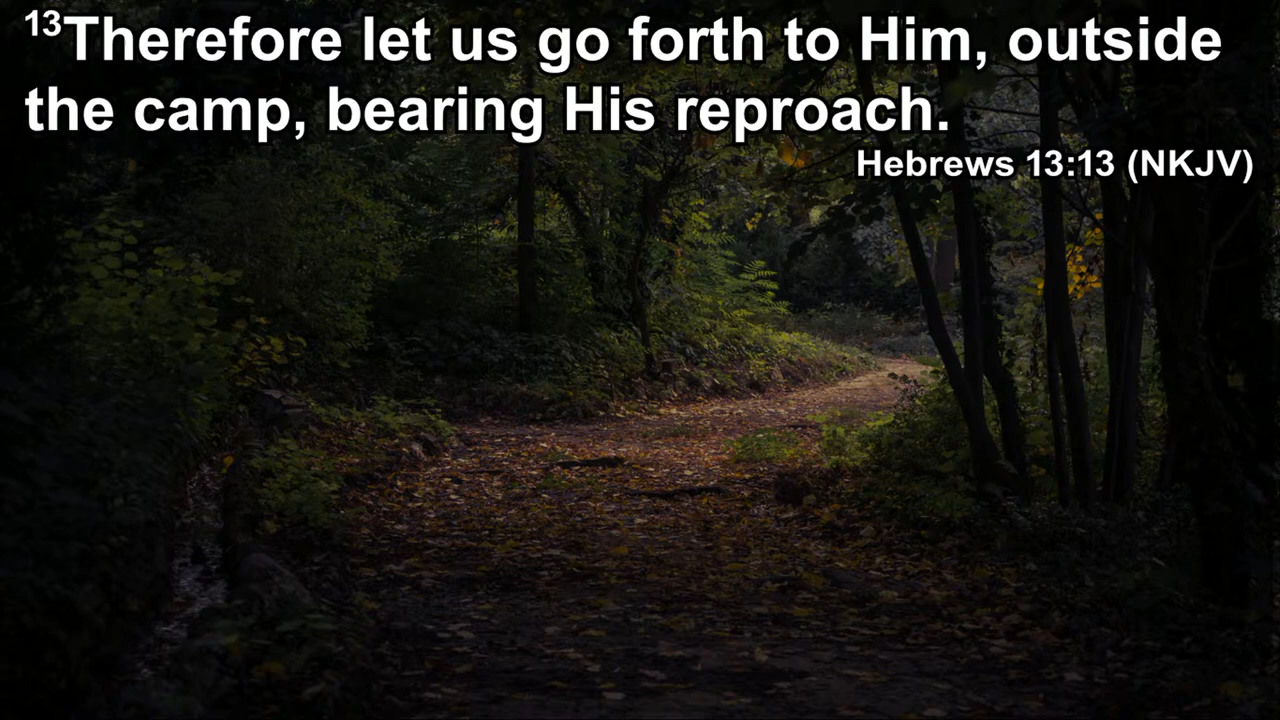 13Therefore let us go forth to Him, outside
the camp, bearing His reproach.
Hebrews 13:13 (NKJV)